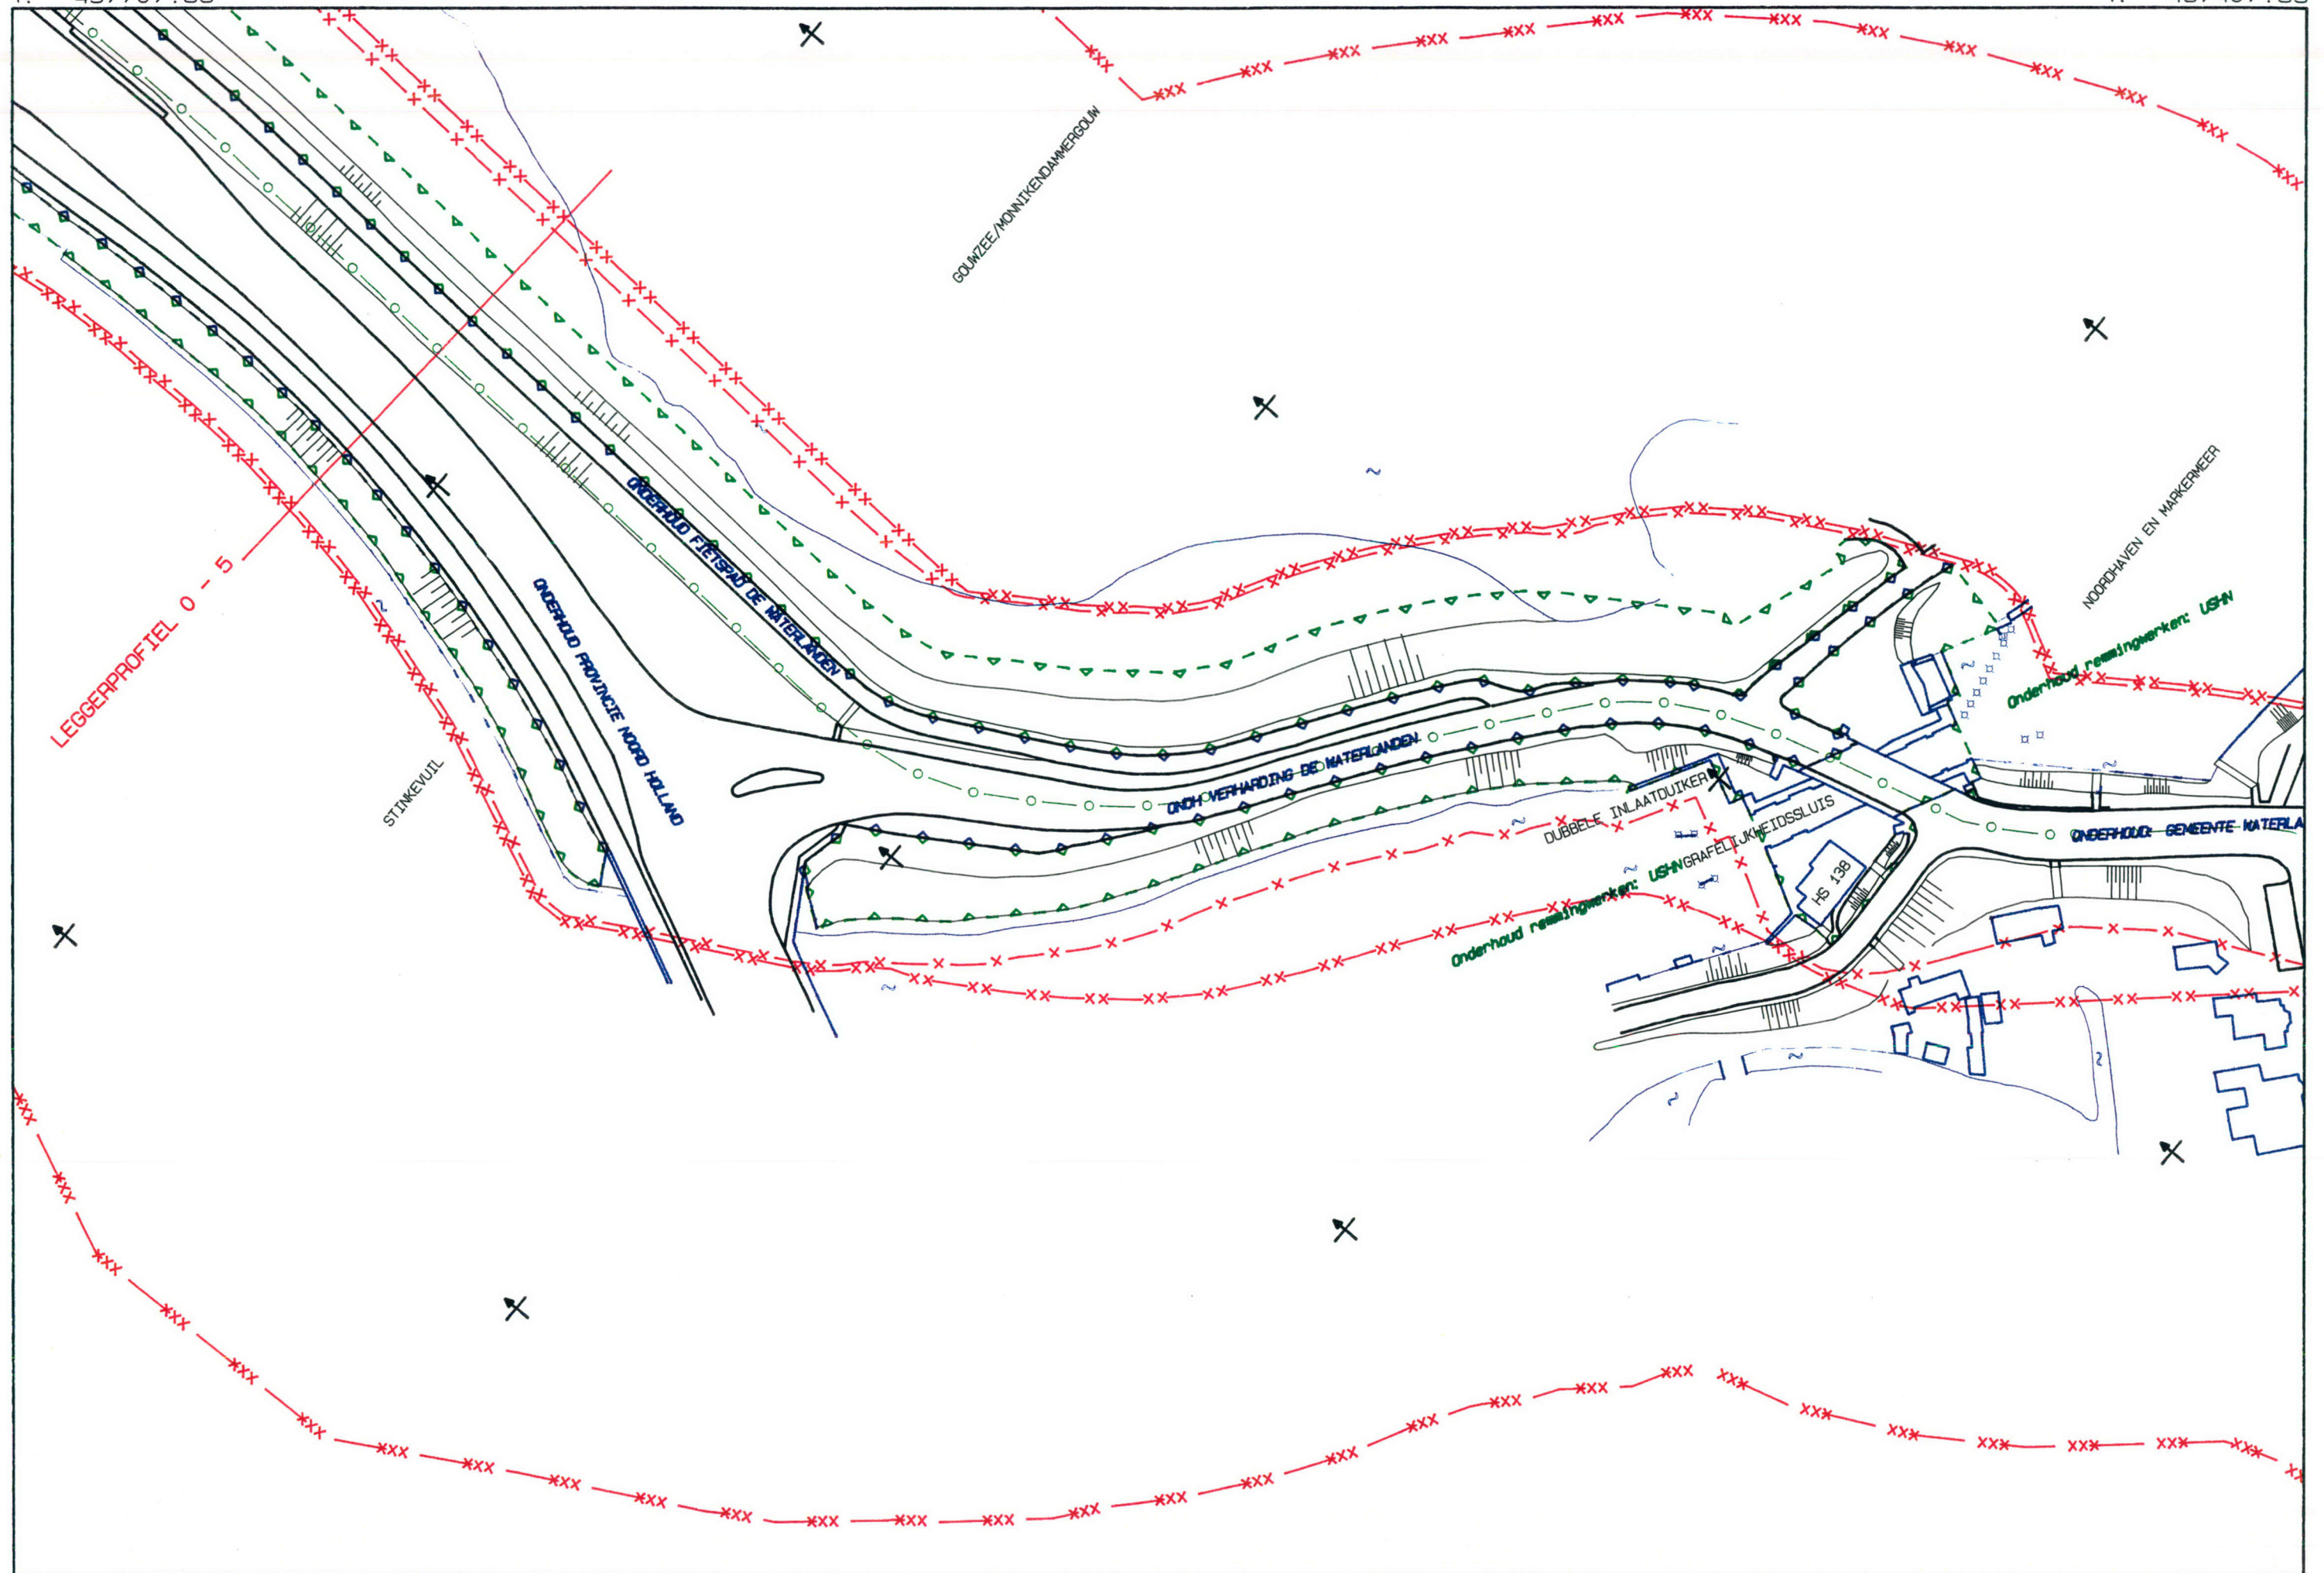 GOUWZEE/MONNIKENDAMMERGOUW
NOORDHAVEN EN MARKERMEER
Onderhoud remmingwerken: USHN
ONDERHOUD FIETSPAD DE WATERLANDEN
ONDERHOUD PROVINCIE NOORD HOLLAND
LEGGERPROFIEL 0 - 5
STINKEVUIL
ONDH VERHARDING DE WATERLANDEN
DUBBELE INLAATDUIKER
GRAFELIJKHEIDSSLUIS
ONDERHOUD: GEMEENTE WATERLA
HS 138
Onderhoud remmingwerken: USHN